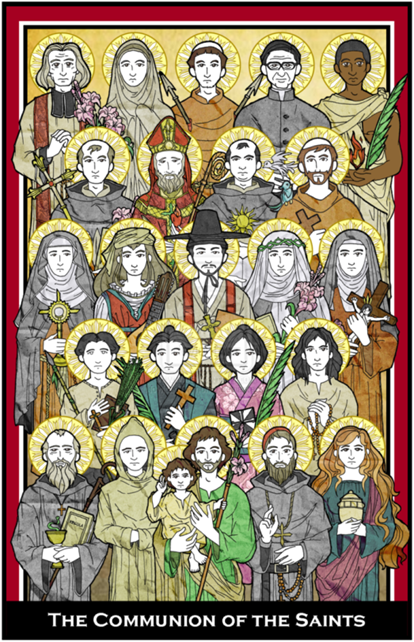 THE COMMUNION OF THE SAINTS